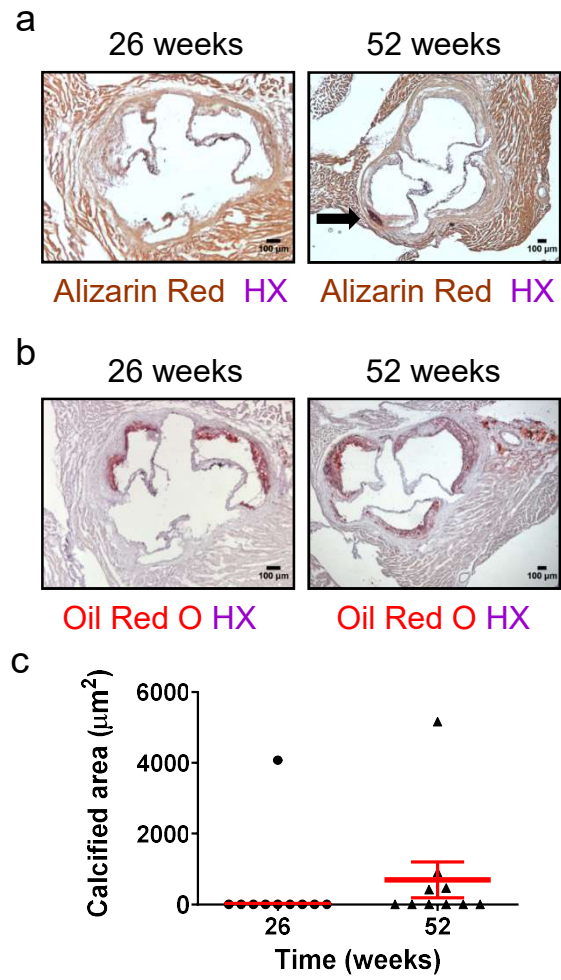 a
26 weeks 52 weeks
100 µm 100 µm
Alizarin Red HX Alizarin Red HX
b
26 weeks 52 weeks
100 µm 100 µm
Oil Red O HX Oil Red O HX
c
Calcified area (μm²)
6000
4000
2000
0
26 52
Time (weeks)